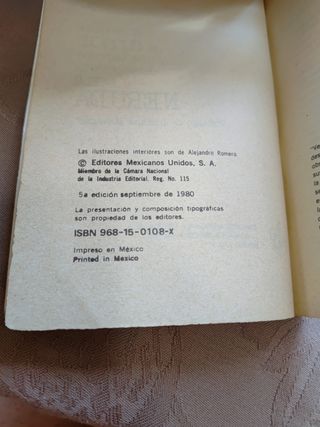 Las ilustraciones interiores son de Alejandro Romero
© Editores Mexicanos Unidos, S. A.
Miembro de la Cámara Nacional
de la Industria Editorial. Reg. No. 115
5a edición septiembre de 1980
La presentación y composición tipográficas
son propiedad de los editores.
ISBN 968-15-0108-X
Impreso en México
Printed in Mexico